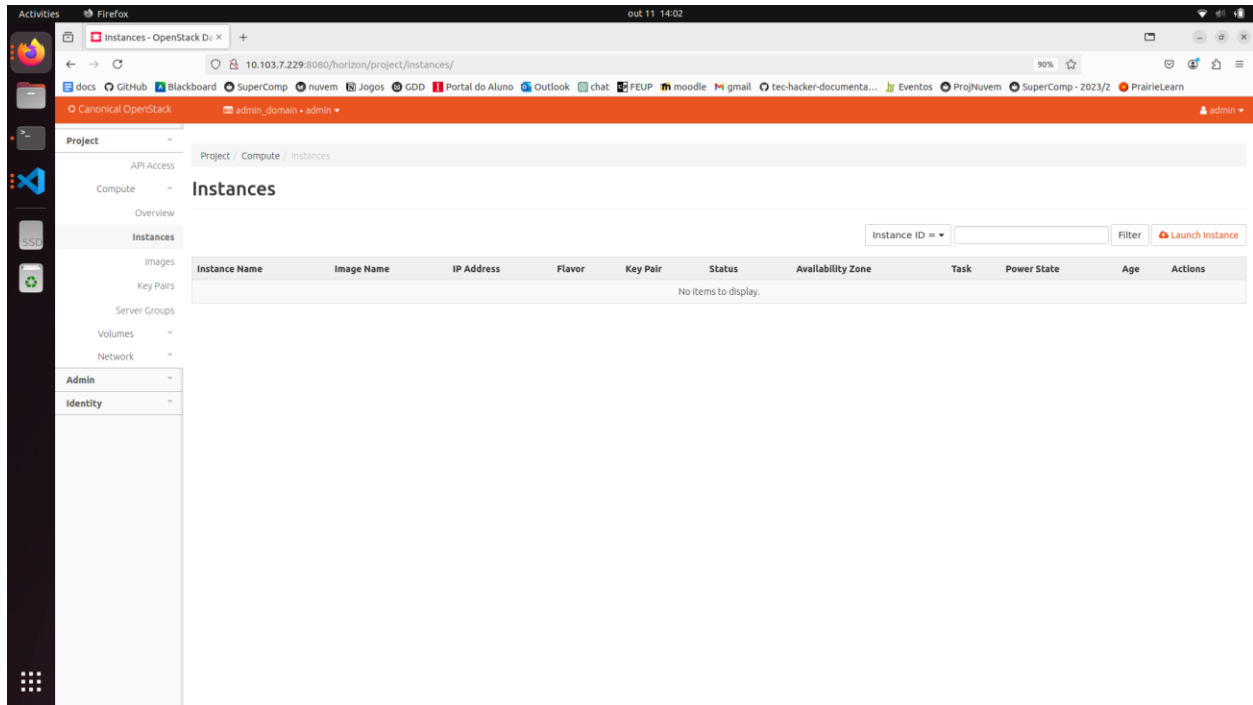 Activities Firefox out 11 14:02
Instances - OpenStack Da × +
10.103.7.229:8080/horizon/project/instances/ 90%
docs GitHub Blackboard SuperComp nuvem Jogos GDD Portal do Aluno Outlook chat FEUP moodle gmail tec-hacker-documenta... Eventos ProjNuvem SuperComp - 2023/2 PrairieLearn
Canonical OpenStack admin_domain • admin admin
Project
API Access
Compute
Overview
Instances
Images
Key Pairs
Server Groups
Volumes
Network
Admin
Identity
Project / Compute / Instances
Instances
Instance ID = Filter Launch Instance
Instance Name Image Name IP Address Flavor Key Pair Status Availability Zone Task Power State Age Actions
No items to display.
SSD